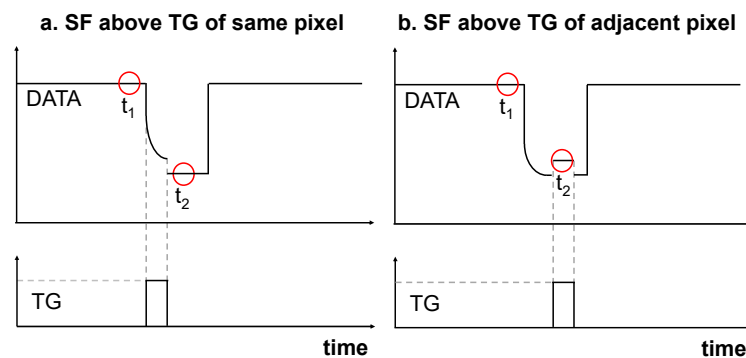 a. SF above TG of same pixel
DATA
t1
t2
TG
time
b. SF above TG of adjacent pixel
DATA
t1
t2
TG
time